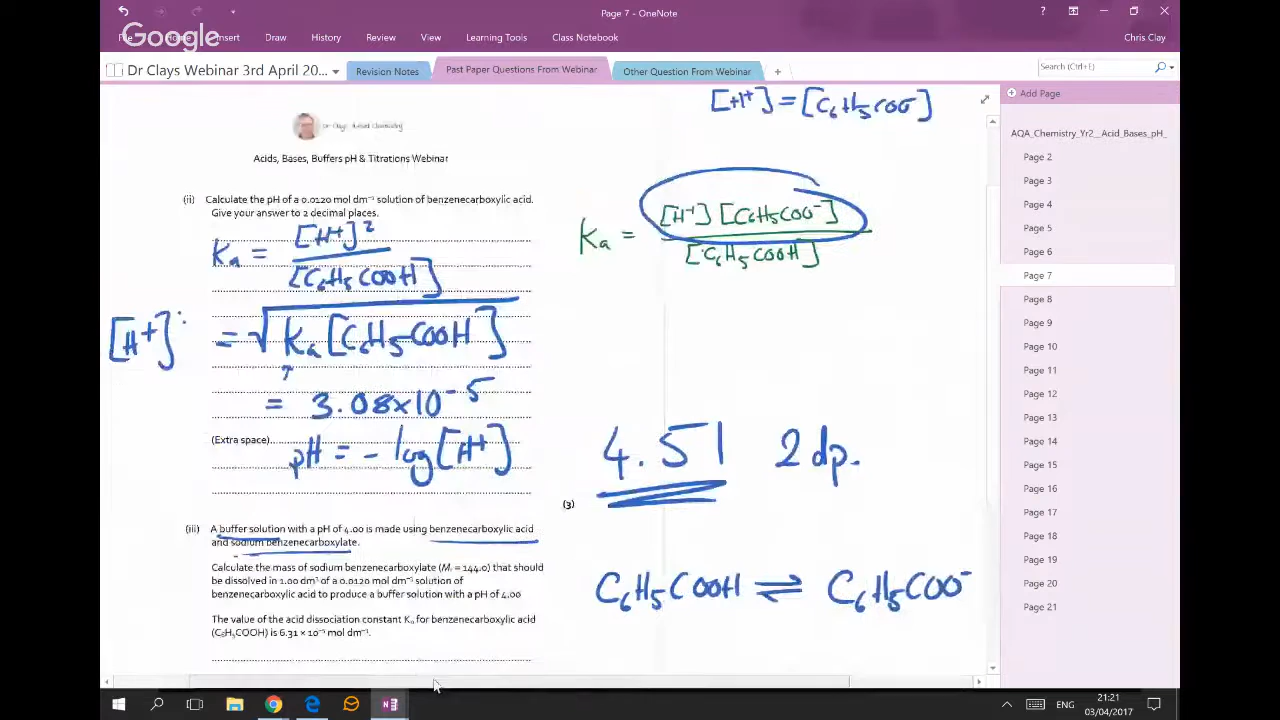 Page 7 - OneNote
Google
Insert Draw History Review View Learning Tools Class Notebook Chris Clay
Dr Clays Webinar 3rd April 20... Revision Notes Past Paper Questions From Webinar Other Question From Webinar + Search (Ctrl+E)
Add Page
AQA_Chemistry_Yr2__Acid_Bases_pH_
Page 2
Page 3
Page 4
Page 5
Page 6
Page 7
Page 8
Page 9
Page 10
Page 11
Page 12
Page 13
Page 14
Page 15
Page 16
Page 17
Page 18
Page 19
Page 20
Page 21
[H+] = [C6H5COO-]
Acids, Bases, Buffers pH & Titrations Webinar
(ii) Calculate the pH of a 0.0120 mol dm⁻³ solution of benzenecarboxylic acid.
Give your answer to 2 decimal places.
Ka = [H+]² / [C6H5COOH]
Ka = [H+] [C6H5COO-] / [C6H5COOH]
[H+] = √Ka [C6H5COOH]
= 3.08×10⁻⁵
(Extra space)
pH = -log[H+]
4.51 2 dp.
(3)
(iii) A buffer solution with a pH of 4.00 is made using benzenecarboxylic acid
and sodium benzenecarboxylate.
Calculate the mass of sodium benzenecarboxylate (Mr = 144.0) that should
be dissolved in 1.00 dm³ of a 0.0120 mol dm⁻³ solution of
benzenecarboxylic acid to produce a buffer solution with a pH of 4.00
The value of the acid dissociation constant Ka for benzenecarboxylic acid
(C6H5COOH) is 6.31 × 10⁻⁵ mol dm⁻³.
C6H5COOH ⇌ C6H5COO-
ENG
21:21
03/04/2017